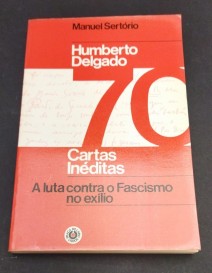 Manuel Sertório
Humberto
Delgado
70
Cartas
Inéditas
A luta contra o Fascismo
no exílio